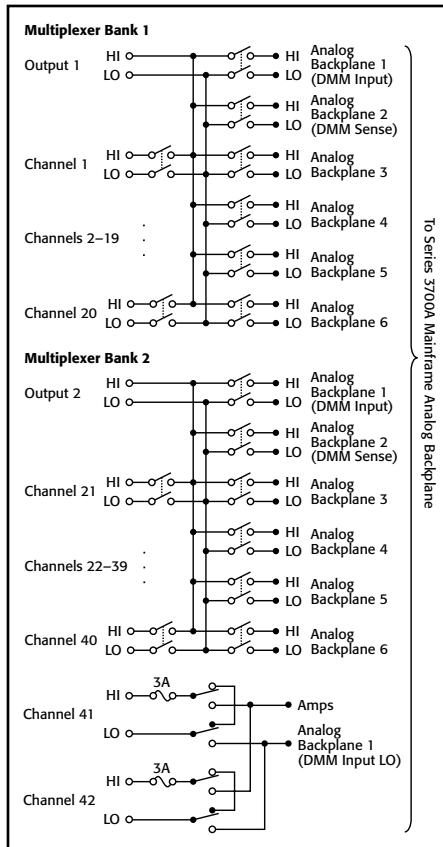 Multiplexer Bank 1
Output 1 HI LO HI LO Analog Backplane 1 (DMM Input)
HI LO Analog Backplane 2 (DMM Sense)
Channel 1 HI LO HI LO Analog Backplane 3
Channels 2–19 HI LO Analog Backplane 4
HI LO Analog Backplane 5
Channel 20 HI LO HI LO Analog Backplane 6
Multiplexer Bank 2
Output 2 HI LO HI LO Analog Backplane 1 (DMM Input)
HI LO Analog Backplane 2 (DMM Sense)
Channel 21 HI LO HI LO Analog Backplane 3
Channels 22–39 HI LO Analog Backplane 4
HI LO Analog Backplane 5
Channel 40 HI LO HI LO Analog Backplane 6
Channel 41 HI 3A LO
Amps
Analog Backplane 1 (DMM Input LO)
Channel 42 HI 3A LO
To Series 3700A Mainframe Analog Backplane